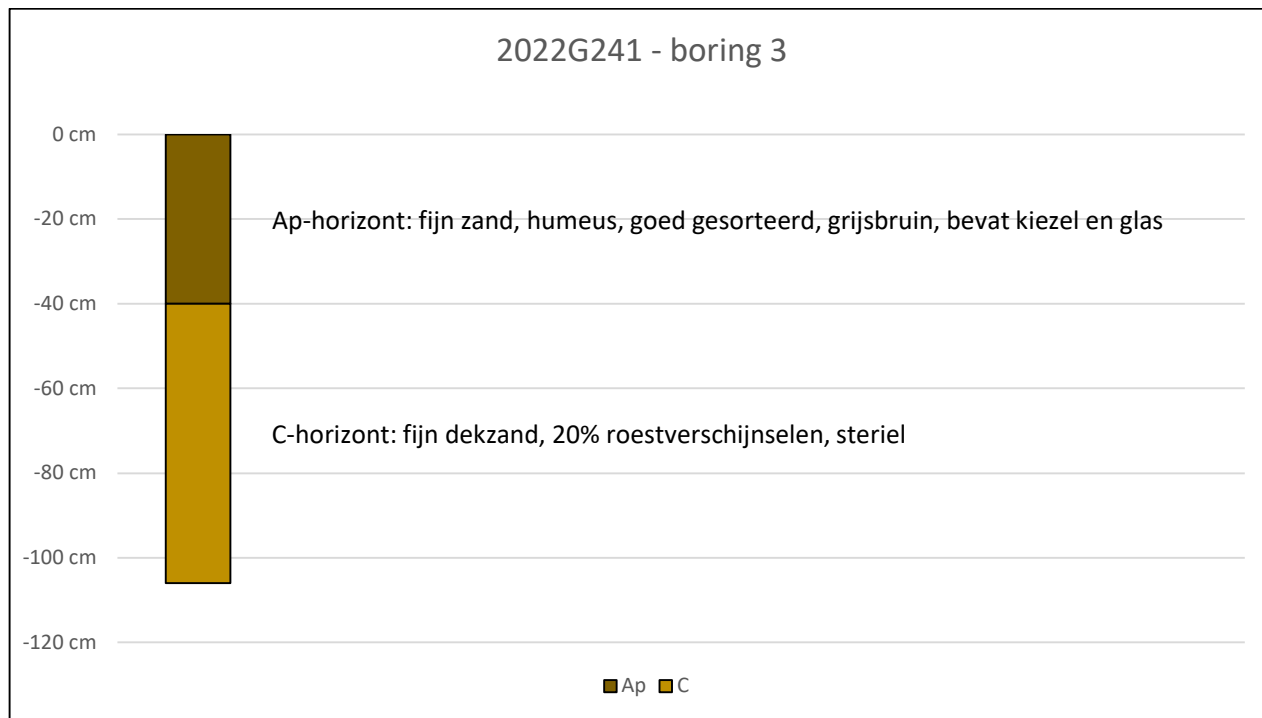 2022G241 - boring 3
0 cm
-20 cm
Ap-horizont: fijn zand, humeus, goed gesorteerd, grijsbruin, bevat kiezel en glas
-40 cm
-60 cm
C-horizont: fijn dekzand, 20% roestverschijnselen, steriel
-80 cm
-100 cm
-120 cm
Ap C